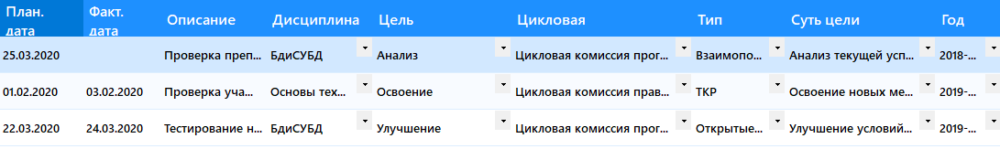 План. дата Факт. дата Описание Дисциплина Цель Цикловая Тип Суть цели Год
25.03.2020 Проверка преп... БдиСУБД Анализ Цикловая комиссия прог... Взаимопо... Анализ текущей усп... 2018-...
01.02.2020 03.02.2020 Проверка уча... Основы тех... Освоение Цикловая комиссия прав... ТКР Освоение новых ме... 2019-...
22.03.2020 24.03.2020 Тестирование н... БдиСУБД Улучшение Цикловая комиссия прог... Открытые... Улучшение условий... 2019-...